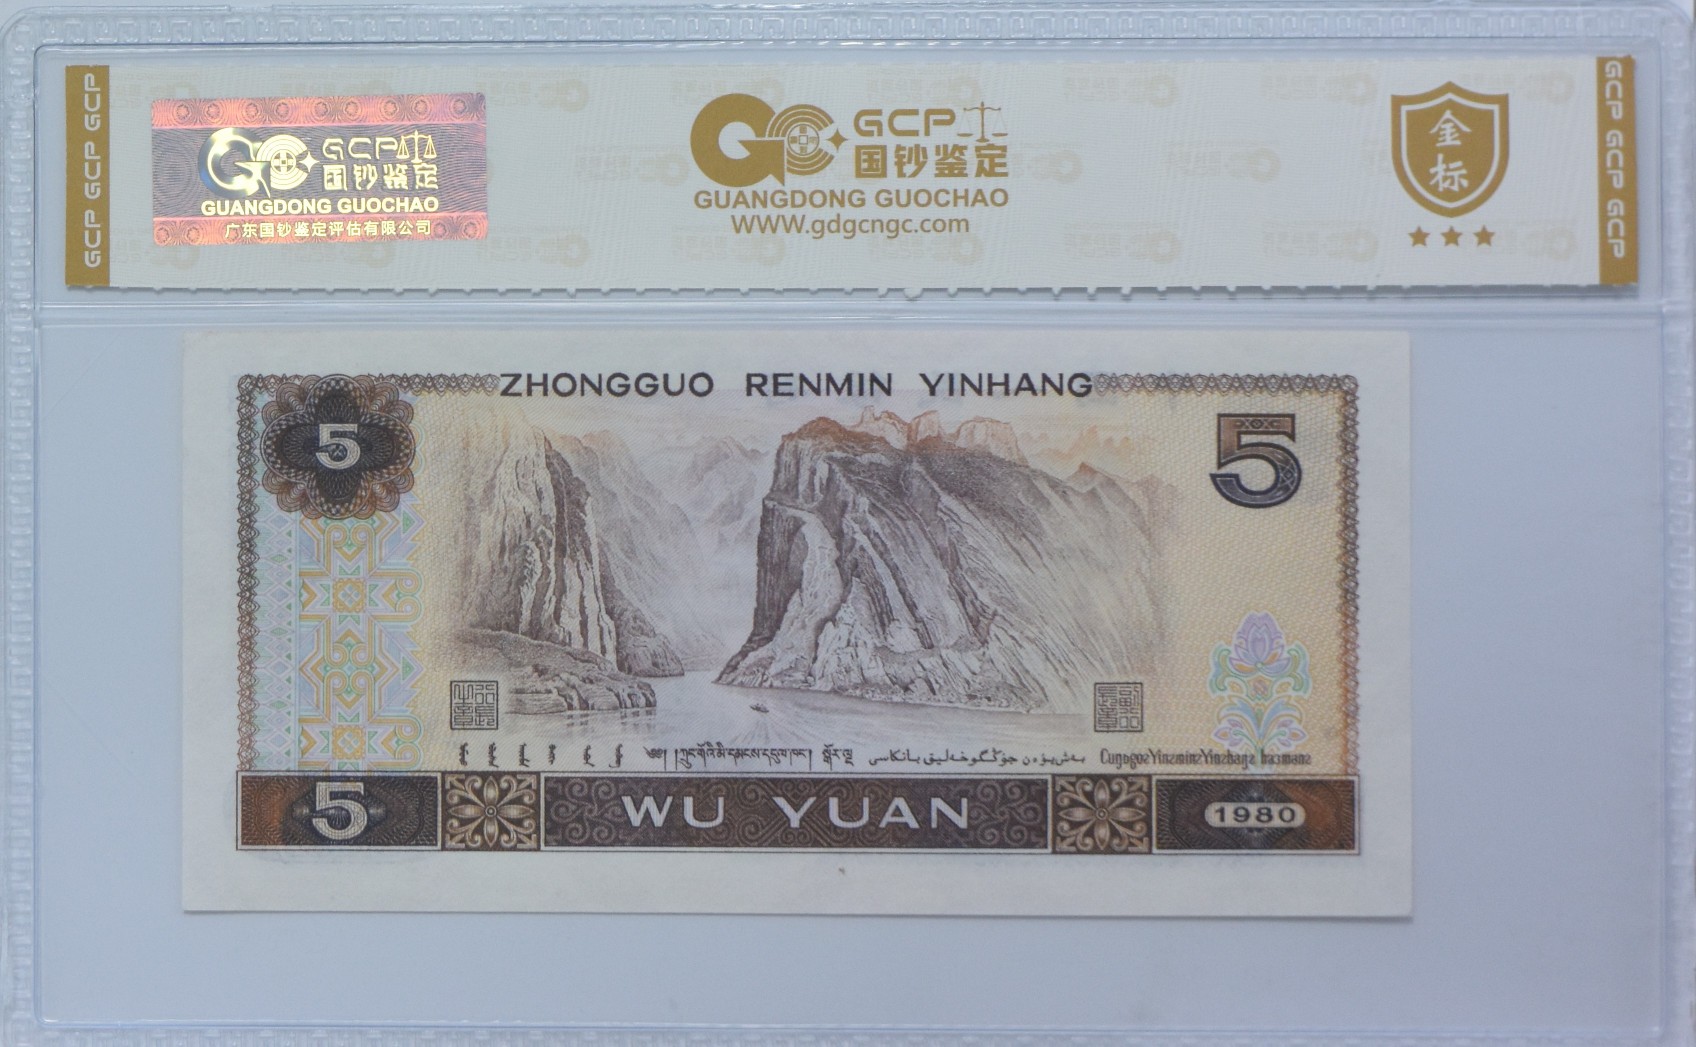 GCP GCP GCP
GCP
国钞鉴定
GUANGDONG GUOCHAO
广东国钞鉴定评估有限公司
GCP
国钞鉴定
GUANGDONG GUOCHAO
WWW.gdgcngc.com
金
标
GCP GCP GCP
ZHONGGUO RENMIN YINHANG
5
5
5 WU YUAN 1980